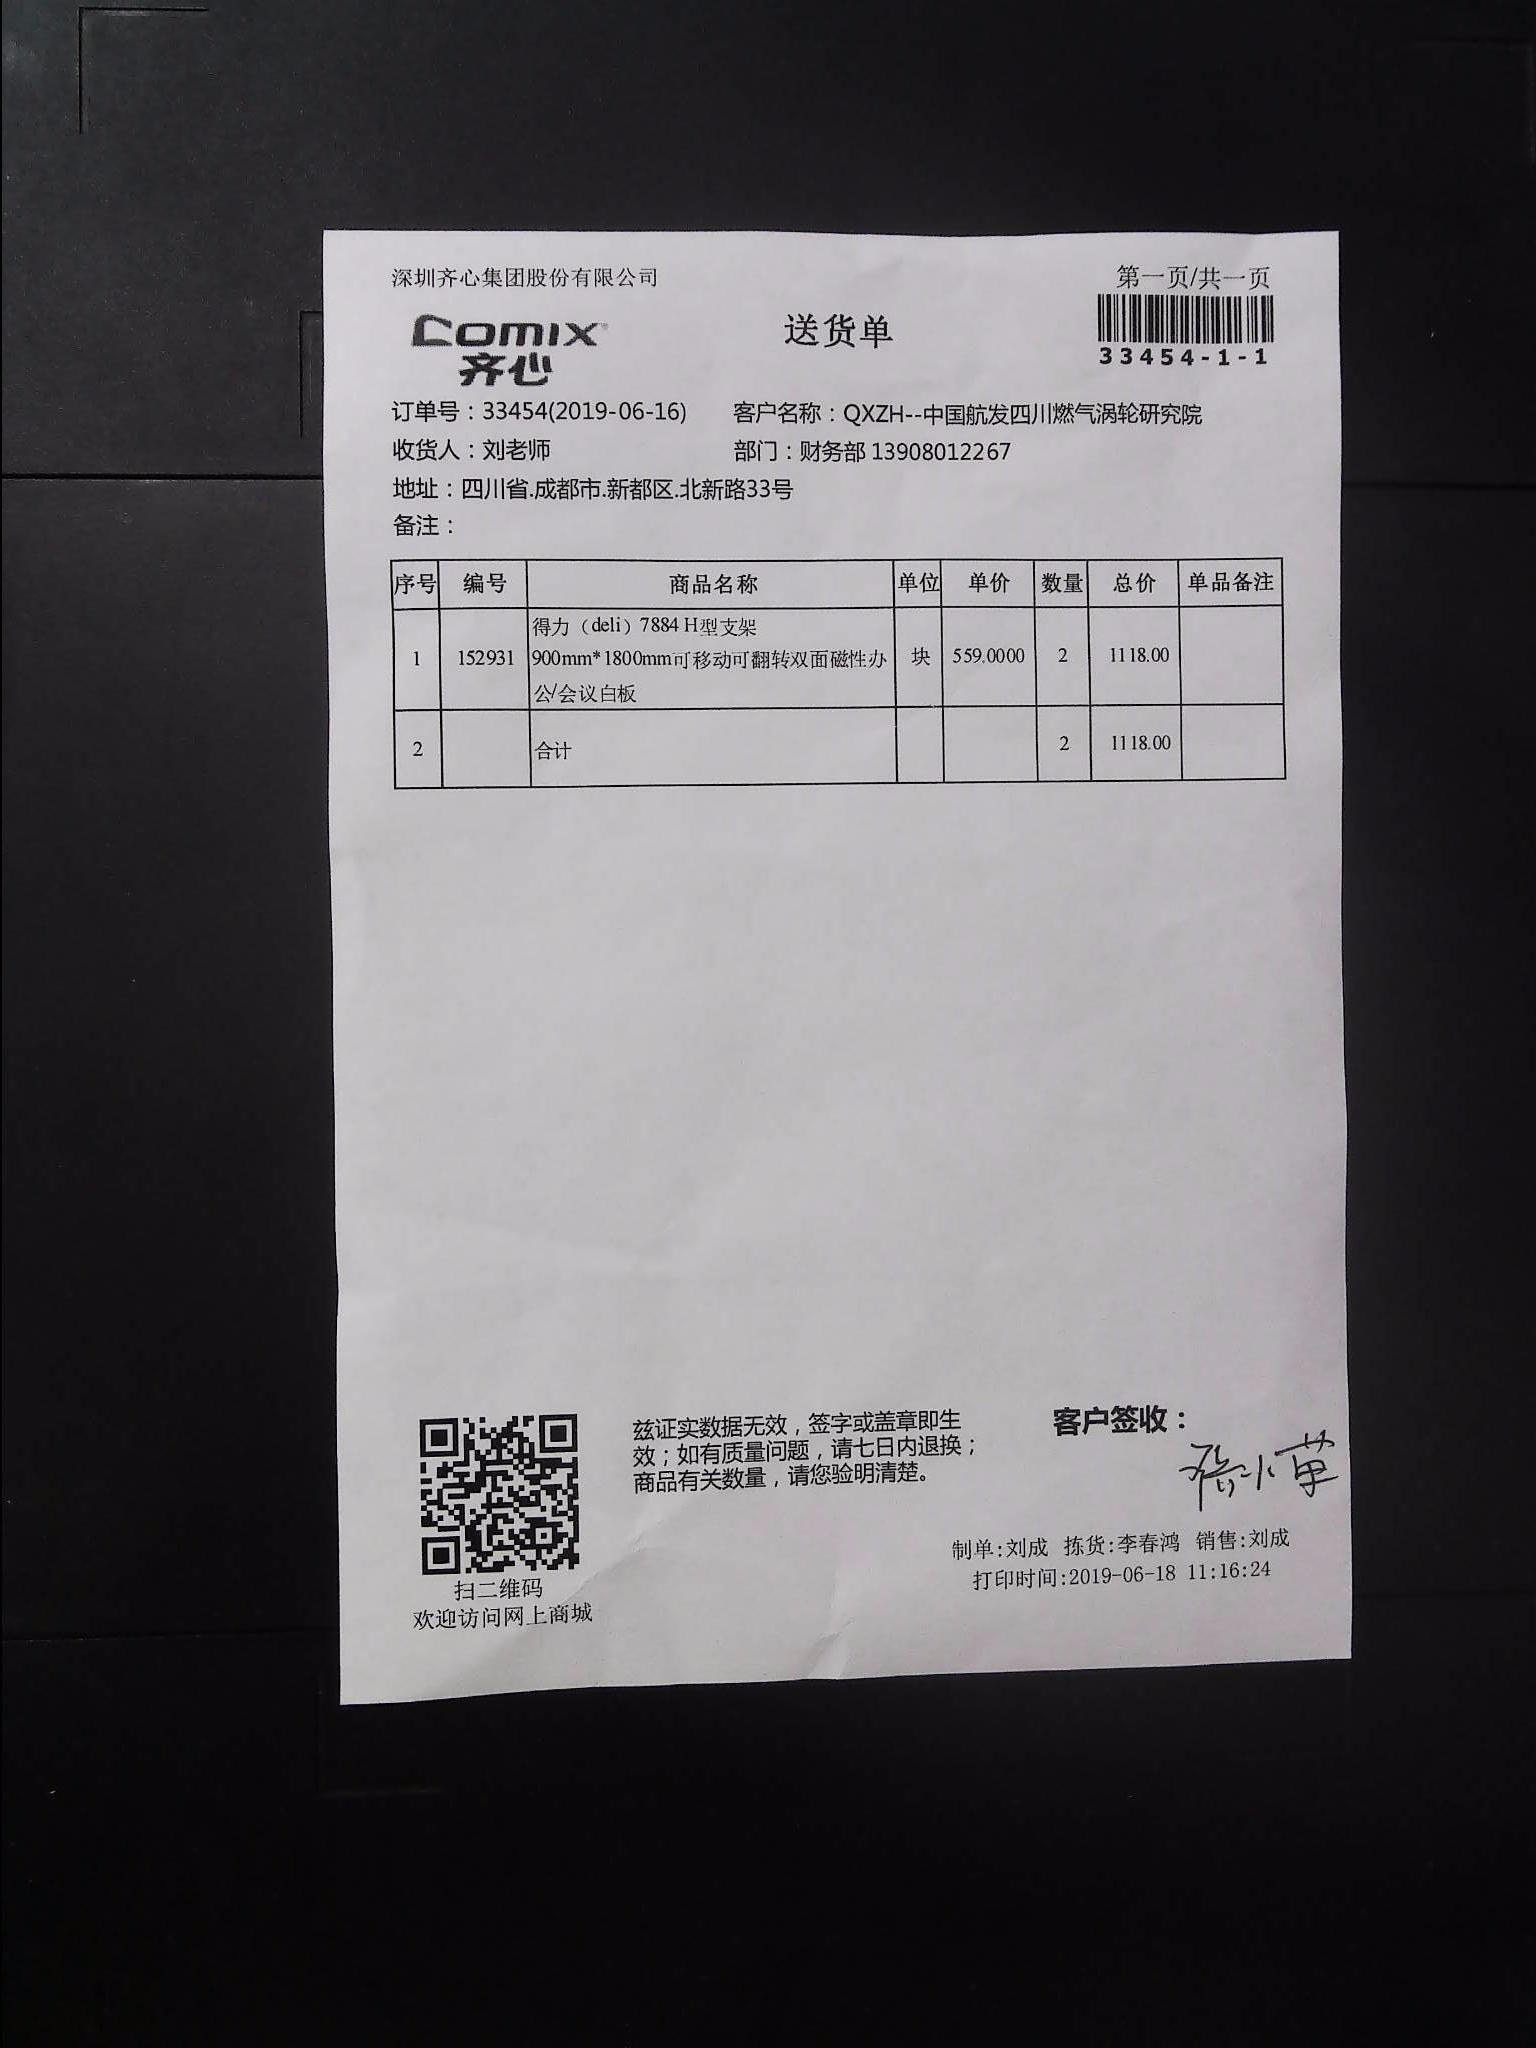 深圳齐心集团股份有限公司
第一页/共一页
Comix
齐心
送货单
33454-1-1
订单号：33454(2019-06-16) 客户名称：QXZH--中国航发四川燃气涡轮研究院
收货人：刘老师 部门：财务部 13908012267
地址：四川省.成都市.新都区.北新路33号
备注：
序号 编号 商品名称 单位 单价 数量 总价 单品备注
得力（deli）7884 H型支架
1 152931 900mm*1800mm可移动可翻转双面磁性办 块 559.0000 2 1118.00
公/会议白板
2 合计 2 1118.00
兹证实数据无效，签字或盖章即生
效；如有质量问题，请七日内退换；
商品有关数量，请您验明清楚。
客户签收：
制单:刘成 拣货:李春鸿 销售:刘成
打印时间:2019-06-18 11:16:24
扫二维码
欢迎访问网上商城